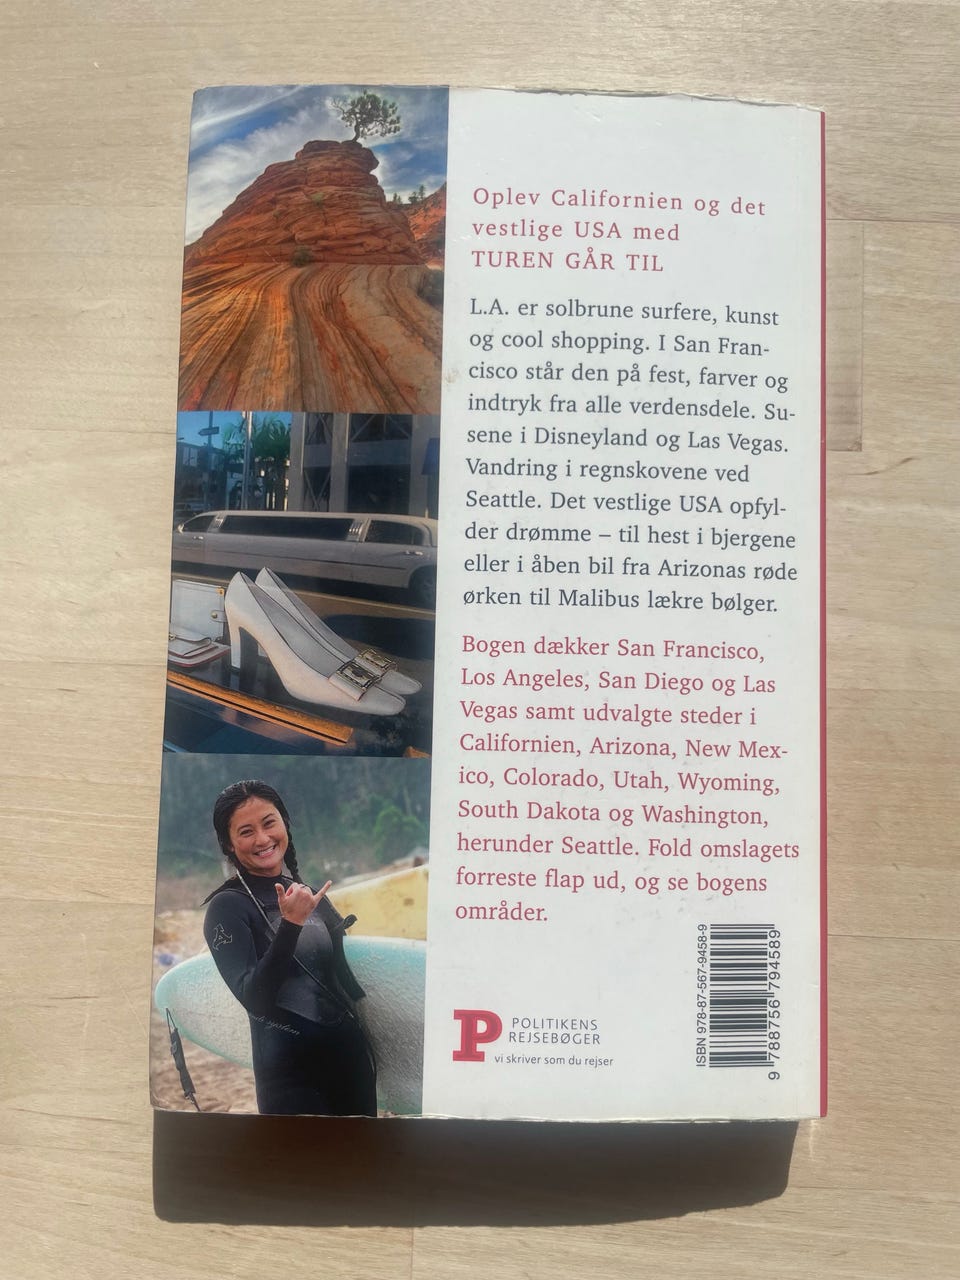 Oplev Californien og det
vestlige USA med
TUREN GÅR TIL
L.A. er solbrune surfere, kunst
og cool shopping. I San Fran-
cisco står den på fest, farver og
indtryk fra alle verdensdele. Su-
sene i Disneyland og Las Vegas.
Vandring i regnskovene ved
Seattle. Det vestlige USA opfyl-
der drømme – til hest i bjergene
eller i åben bil fra Arizonas røde
ørken til Malibus lækre bølger.
Bogen dækker San Francisco,
Los Angeles, San Diego og Las
Vegas samt udvalgte steder i
Californien, Arizona, New Mex-
ico, Colorado, Utah, Wyoming,
South Dakota og Washington,
herunder Seattle. Fold omslagets
forreste flap ud, og se bogens
områder.
P POLITIKENS
REJSEBØGER
vi skriver som du rejser
ISBN 978-87-567-9458-9
9 788756 794589